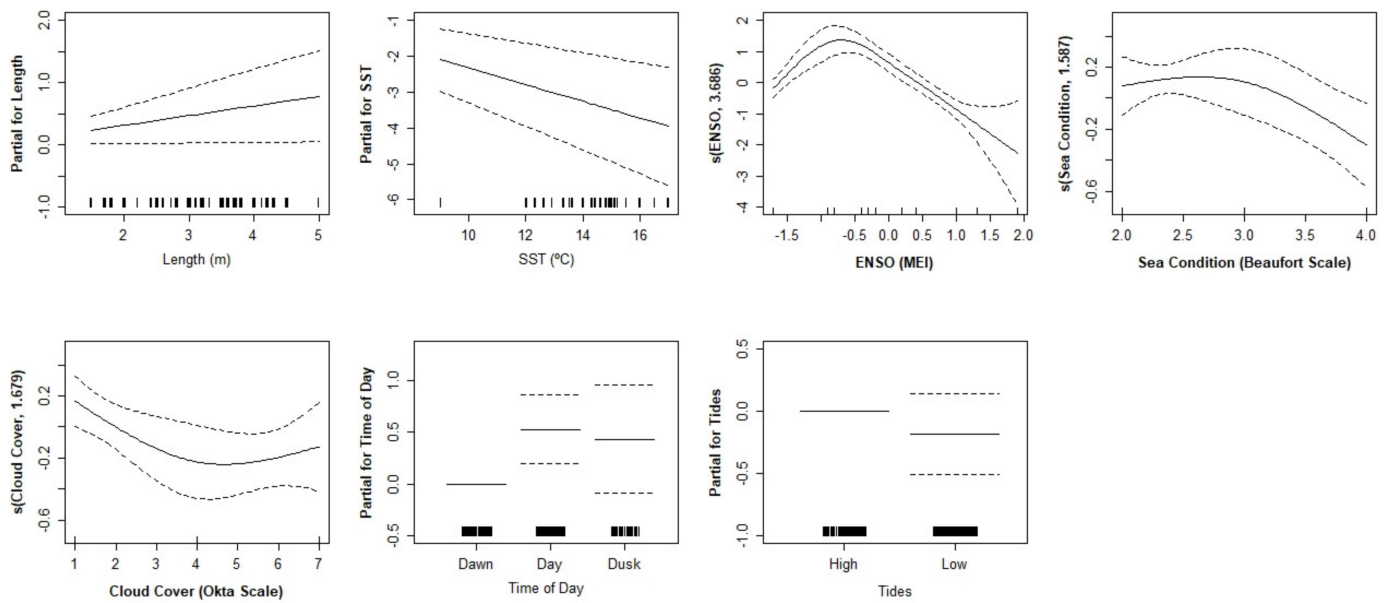 Partial for Length
2.0
1.0
0.0
-1.0
2 3 4 5
Length (m)
Partial for SST
-1
-2
-3
-4
-5
-6
10 12 14 16
SST (ºC)
s(ENSO, 3.686)
2
1
0
-1
-2
-3
-4
-1.5 -0.5 0.0 0.5 1.0 1.5 2.0
ENSO (MEI)
s(Sea Condition, 1.587)
0.2
-0.2
-0.6
2.0 2.5 3.0 3.5 4.0
Sea Condition (Beaufort Scale)
s(Cloud Cover, 1.679)
0.2
-0.2
-0.6
1 2 3 4 5 6 7
Cloud Cover (Okta Scale)
Partial for Time of Day
1.0
0.5
0.0
-0.5
Dawn Day Dusk
Time of Day
Partial for Tides
0.5
0.0
-0.5
-1.0
High Low
Tides